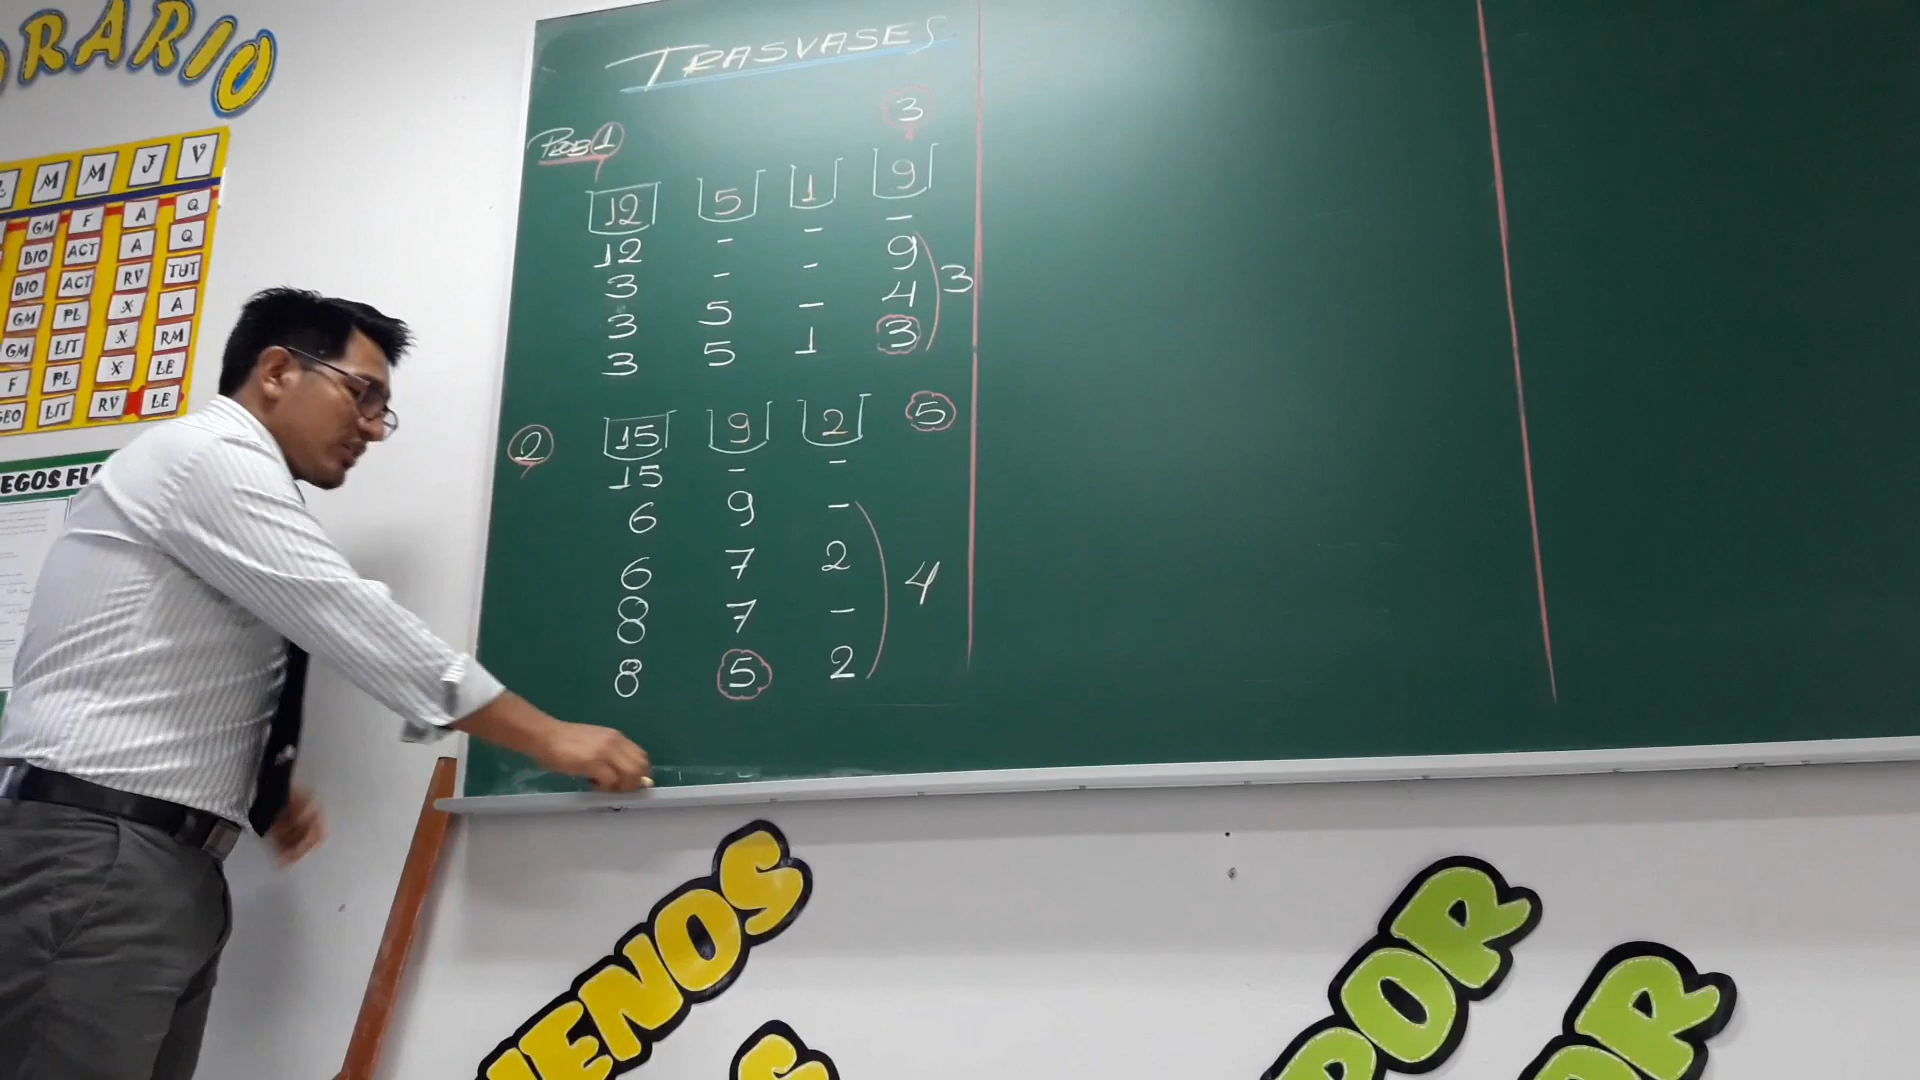 ORARIO
M M J V
GM F A Q
BIO ACT A Q
BIO ACT RV TUT
GM PL X A
GM LIT X RM
F PL X LE
GEO LIT RV LE
EGOS FL
TRASVASES
3
PROB 1
12 5 1 9
12 - - -
3 - - 9
3 5 - 4
3 5 1 3
3
2 15 9 2 5
15 - -
6 9 -
6 7 2
8 7 -
8 5 2
4
ENOS
POR
OR